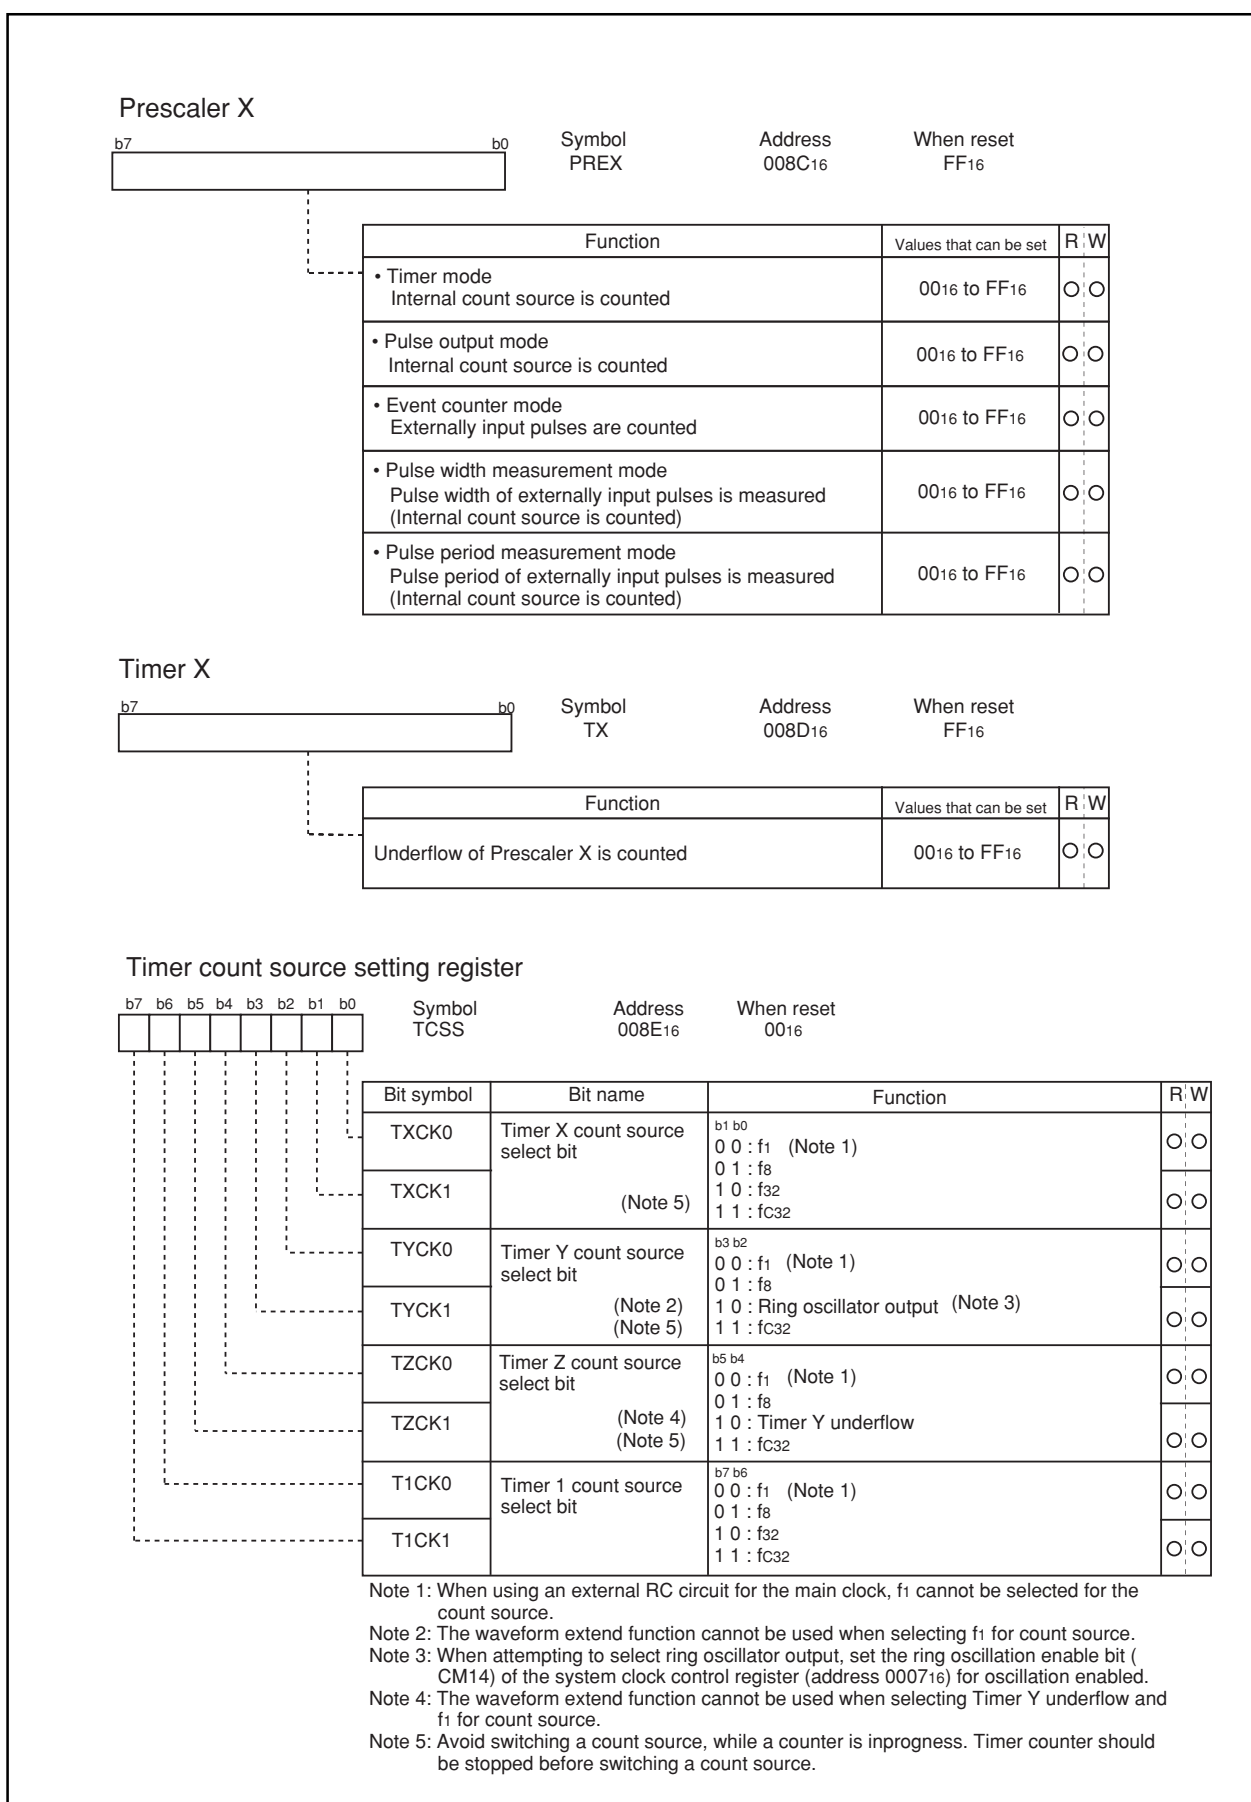 Prescaler X
b7 b0 Symbol Address When reset
PREX 008C16 FF16
Function Values that can be set R W
• Timer mode
Internal count source is counted 0016 to FF16
• Pulse output mode
Internal count source is counted 0016 to FF16
• Event counter mode
Externally input pulses are counted 0016 to FF16
• Pulse width measurement mode
Pulse width of externally input pulses is measured 0016 to FF16
(Internal count source is counted)
• Pulse period measurement mode
Pulse period of externally input pulses is measured 0016 to FF16
(Internal count source is counted)
Timer X
b7 b0 Symbol Address When reset
TX 008D16 FF16
Function Values that can be set R W
Underflow of Prescaler X is counted 0016 to FF16
Timer count source setting register
b7 b6 b5 b4 b3 b2 b1 b0 Symbol Address When reset
TCSS 008E16 0016
Bit symbol Bit name Function R W
TXCK0 Timer X count source select bit b1 b0
0 0 : f1 (Note 1)
0 1 : f8
TXCK1 (Note 5) 1 0 : f32
1 1 : fC32
TYCK0 Timer Y count source select bit b3 b2
0 0 : f1 (Note 1)
0 1 : f8
TYCK1 (Note 2) 1 0 : Ring oscillator output (Note 3)
(Note 5) 1 1 : fC32
TZCK0 Timer Z count source select bit b5 b4
0 0 : f1 (Note 1)
0 1 : f8
TZCK1 (Note 4) 1 0 : Timer Y underflow
(Note 5) 1 1 : fC32
T1CK0 Timer 1 count source select bit b7 b6
0 0 : f1 (Note 1)
0 1 : f8
T1CK1 1 0 : f32
1 1 : fC32
Note 1: When using an external RC circuit for the main clock, f1 cannot be selected for the
count source.
Note 2: The waveform extend function cannot be used when selecting f1 for count source.
Note 3: When attempting to select ring oscillator output, set the ring oscillation enable bit (
CM14) of the system clock control register (address 000716) for oscillation enabled.
Note 4: The waveform extend function cannot be used when selecting Timer Y underflow and
f1 for count source.
Note 5: Avoid switching a count source, while a counter is inprogness. Timer counter should
be stopped before switching a count source.